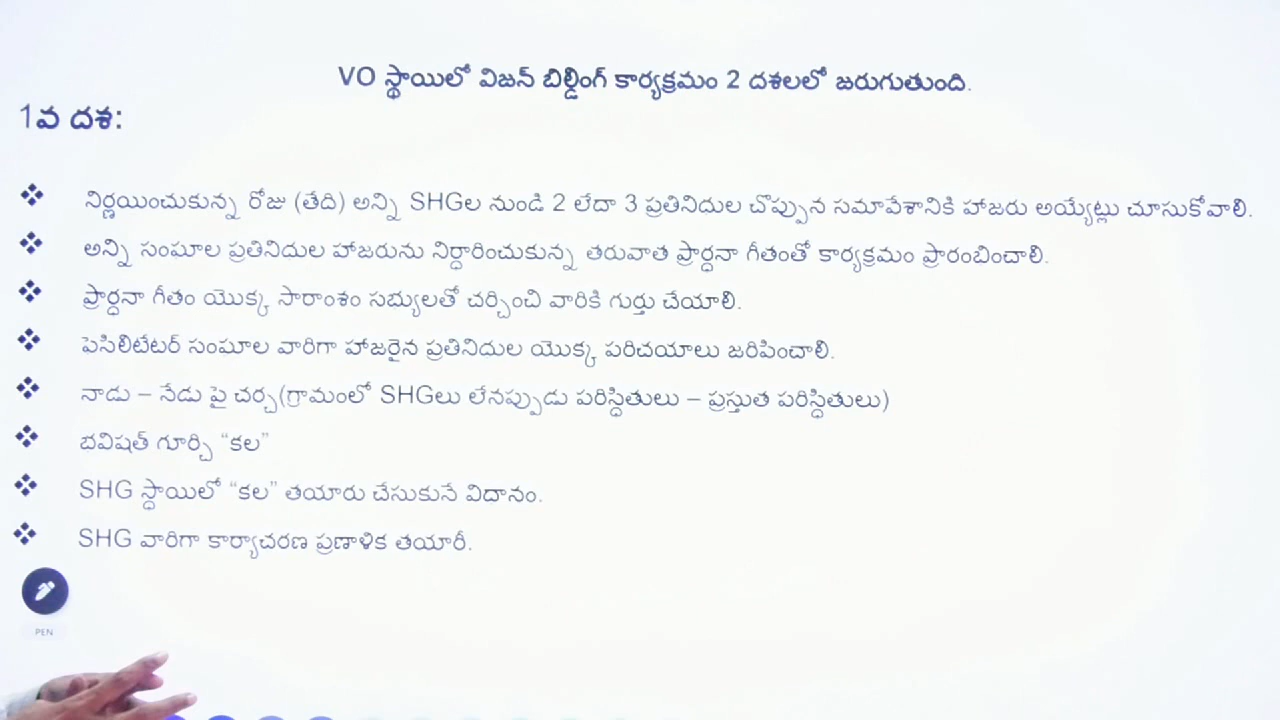 VO స్థాయిలో విజన్ బిల్డింగ్ కార్యక్రమం 2 దశలలో జరుగుతుంది.
1వ దశ:
❖ నిర్ణయించుకున్న రోజు (తేది) అన్ని SHGల నుండి 2 లేదా 3 ప్రతినిదుల చొప్పున సమావేశానికి హాజరు అయ్యేట్లు చూసుకోవాలి.
❖ అన్ని సంఘాల ప్రతినిదుల హాజరును నిర్ధారించుకున్న తరువాత ప్రార్ధనా గీతంతో కార్యక్రమం ప్రారంభించాలి.
❖ ప్రార్ధనా గీతం యొక్క సారాంశం సభ్యులతో చర్చించి వారికి గుర్తు చేయాలి.
❖ పెసిలిటేటర్ సంఘాల వారిగా హాజరైన ప్రతినిదుల యొక్క పరిచయాలు జరిపించాలి.
❖ నాడు – నేడు పై చర్చ(గ్రామంలో SHGలు లేనప్పుడు పరిస్ధితులు – ప్రస్తుత పరిస్ధితులు)
❖ బవిషత్ గూర్చి “కల”
❖ SHG స్ధాయిలో “కల” తయారు చేసుకునే విదానం.
❖ SHG వారిగా కార్యాచరణ ప్రణాళిక తయారీ.
PEN